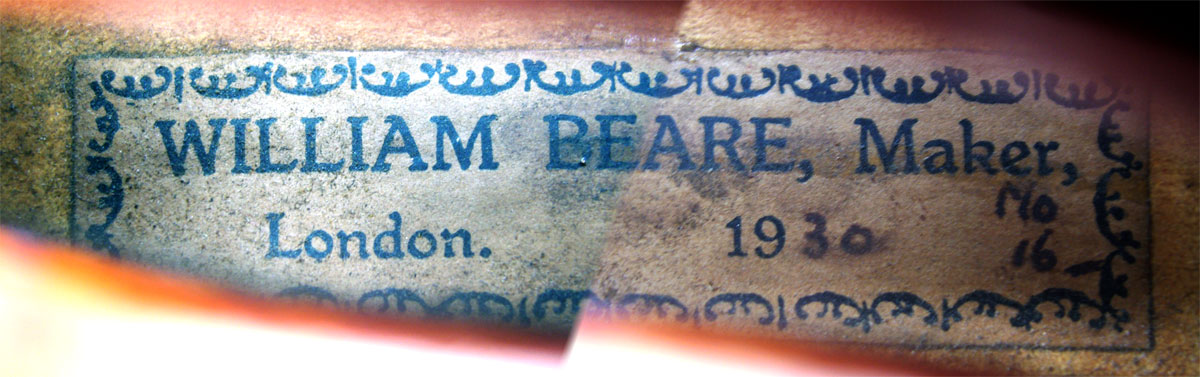 WILLIAM BEARE, Maker,
London. 1930 No
16